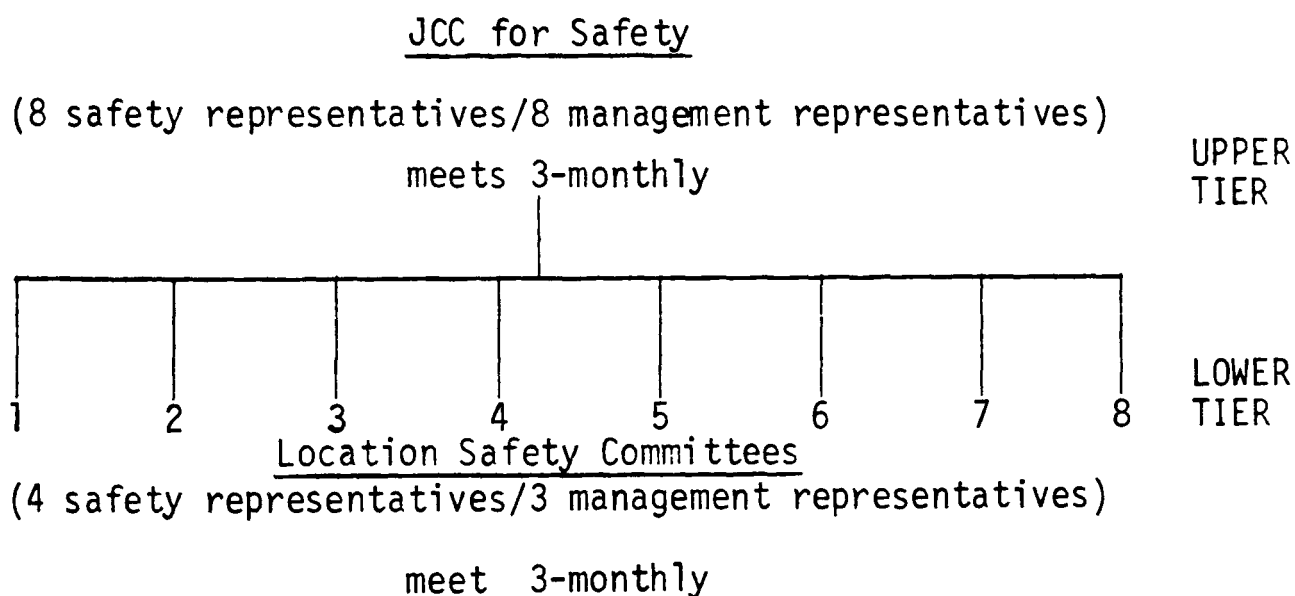 JCC for Safety
(8 safety representatives/8 management representatives)
meets 3-monthly
UPPER
TIER
1 2 3 4 5 6 7 8
LOWER
TIER
Location Safety Committees
(4 safety representatives/3 management representatives)
meet 3-monthly